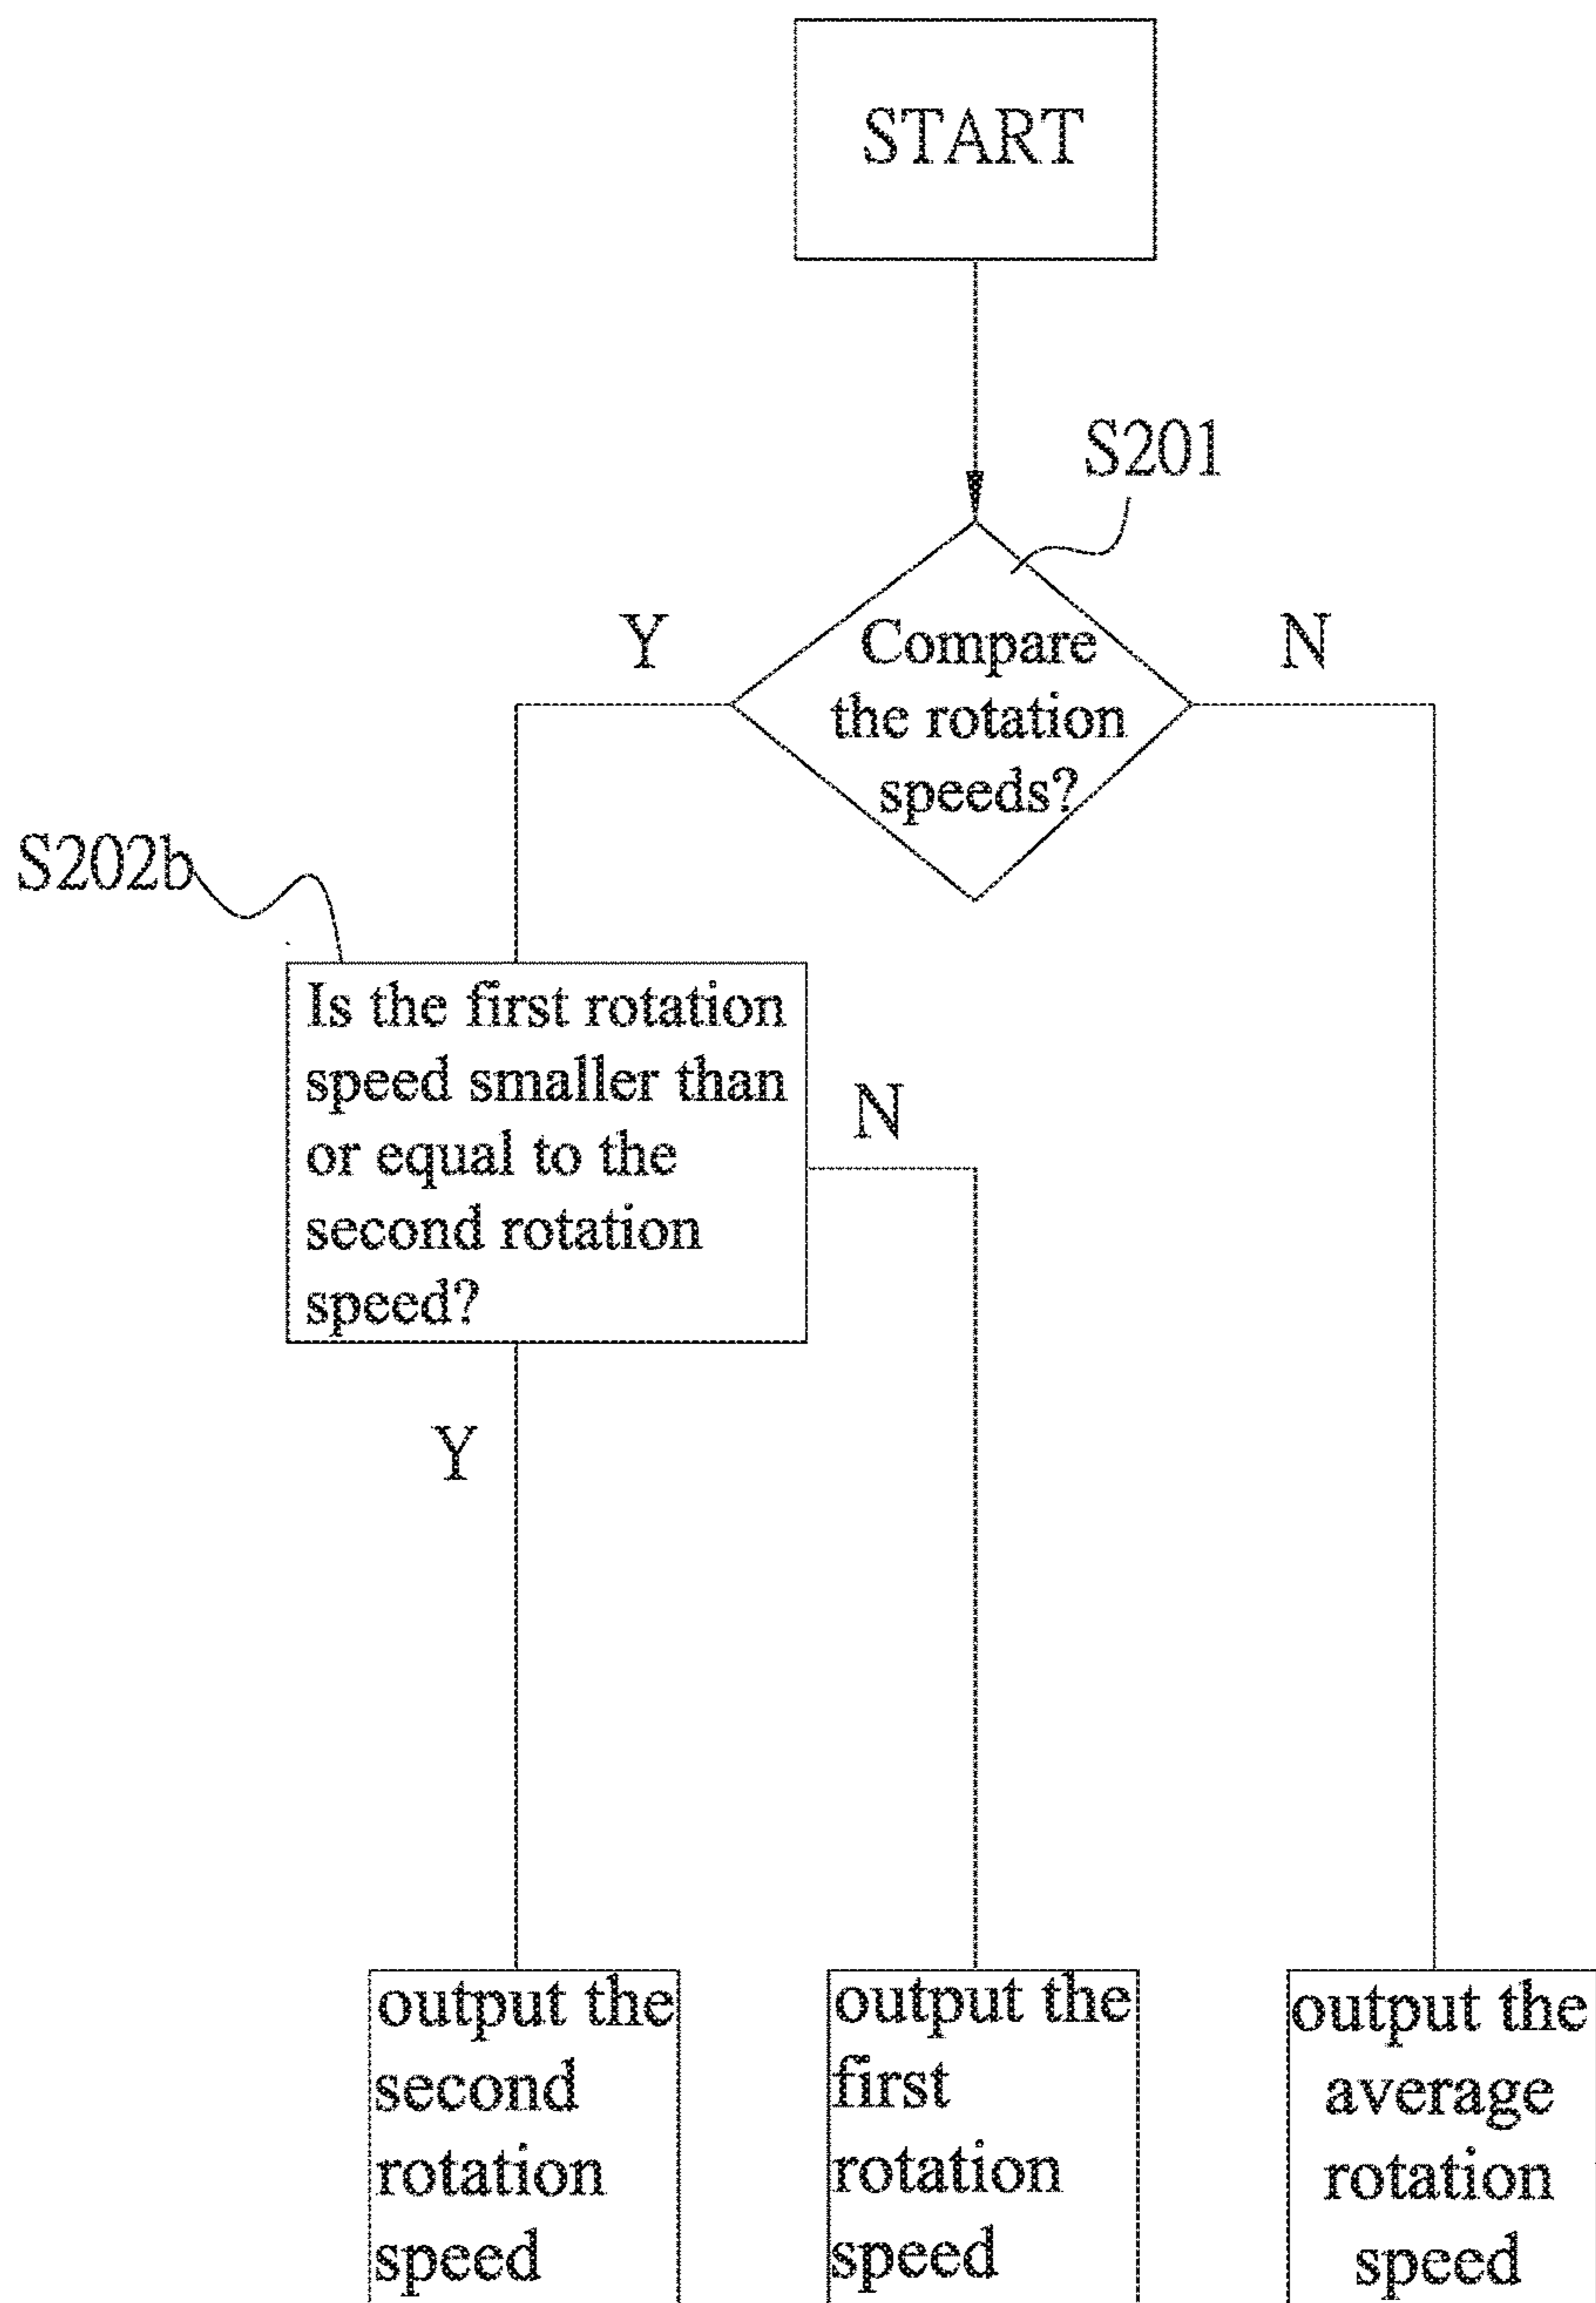 START
S201
Y
N
Compare
the rotation
speeds?
S202b
Is the first rotation
speed smaller than
or equal to the
second rotation
speed?
N
Y
output the
second
rotation
speed
output the
first
rotation
speed
output the
average
rotation
speed